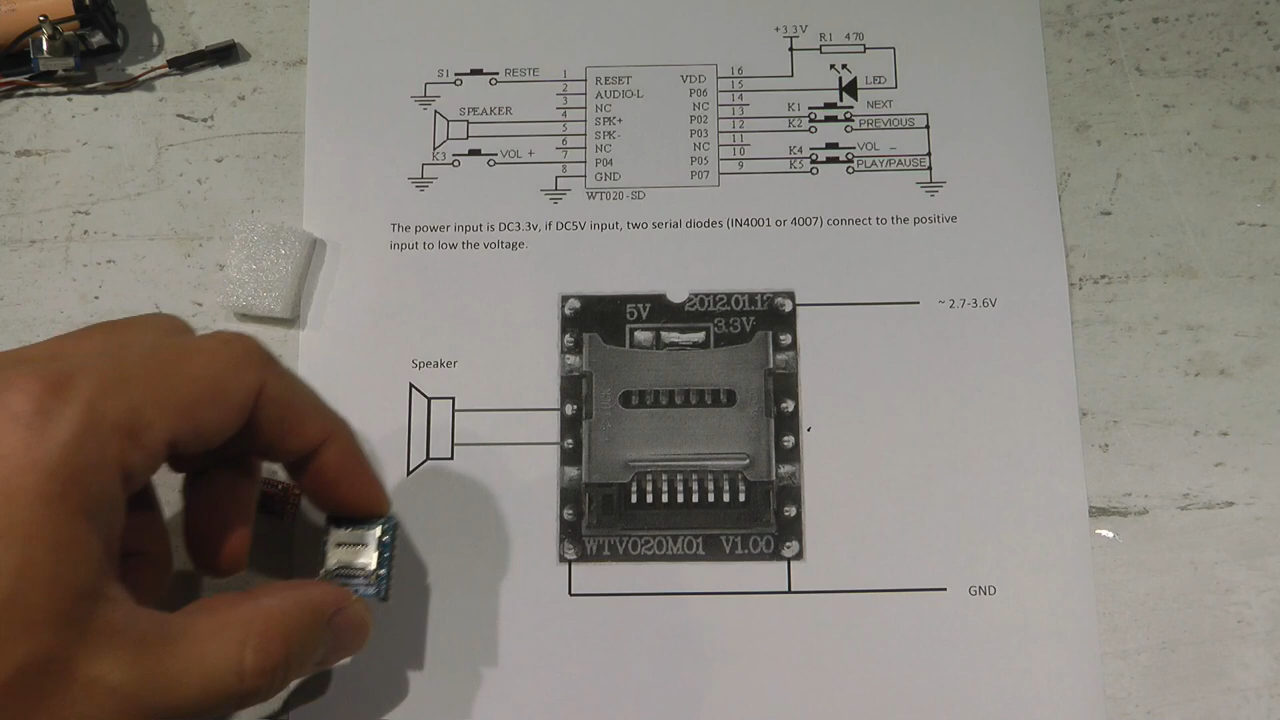 +3.3V
R1 470
S1 RESTE 1 RESET VDD 16
2 AUDIO-L P06 15 LED
3 NC NC 14 K1 NEXT
SPEAKER 4 SPK+ P02 13
5 SPK- P03 12 K2 PREVIOUS
6 NC NC 11
K3 VOL + 7 P04 P05 10 K4 VOL -
8 GND P07 9 K5 PLAY/PAUSE
WT020-SD
The power input is DC3.3v, if DC5V input, two serial diodes (IN4001 or 4007) connect to the positive
input to low the voltage.
2012.01.12
~ 2.7-3.6V
5V
3.3V
Speaker
WTV020M01 V1.00
GND